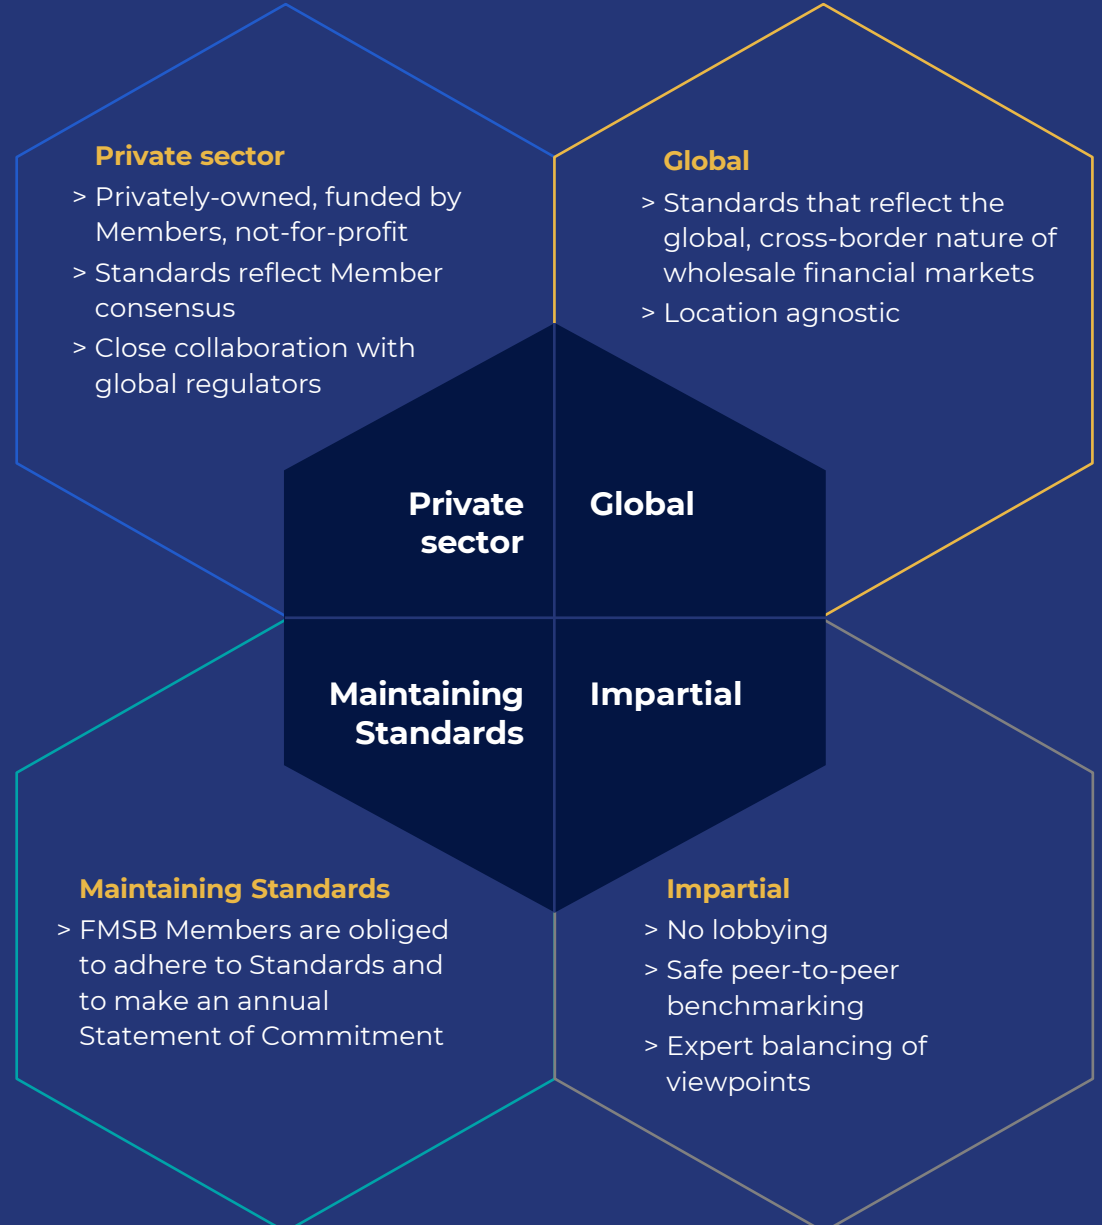 Private sector
> Privately-owned, funded by
Members, not-for-profit
> Standards reflect Member
consensus
> Close collaboration with
global regulators
Global
> Standards that reflect the
global, cross-border nature of
wholesale financial markets
> Location agnostic
Private
sector
Global
Maintaining
Standards
Impartial
Maintaining Standards
> FMSB Members are obliged
to adhere to Standards and
to make an annual
Statement of Commitment
Impartial
> No lobbying
> Safe peer-to-peer
benchmarking
> Expert balancing of
viewpoints